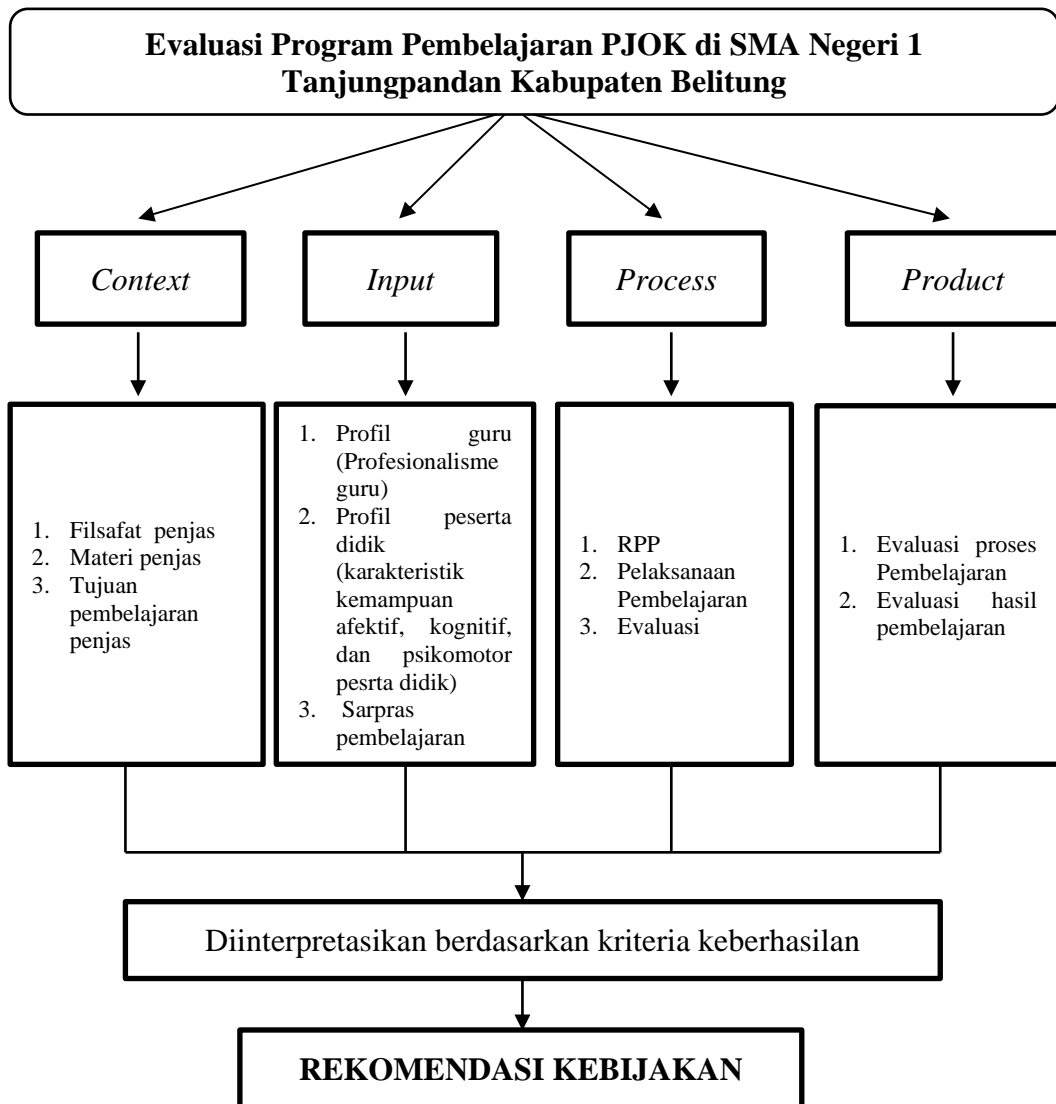 Evaluasi Program Pembelajaran PJOK di SMA Negeri 1
Tanjungpandan Kabupaten Belitung
Context
Input
Process
Product
1. Filsafat penjas
2. Materi penjas
3. Tujuan
pembelajaran
penjas
1. Profil guru
(Profesionalisme
guru)
2. Profil peserta
didik
(karakteristik
kemampuan
afektif, kognitif,
dan psikomotor
pesrta didik)
3. Sarpras
pembelajaran
1. RPP
2. Pelaksanaan
Pembelajaran
3. Evaluasi
1. Evaluasi proses
Pembelajaran
2. Evaluasi hasil
pembelajaran
Diinterpretasikan berdasarkan kriteria keberhasilan
REKOMENDASI KEBIJAKAN